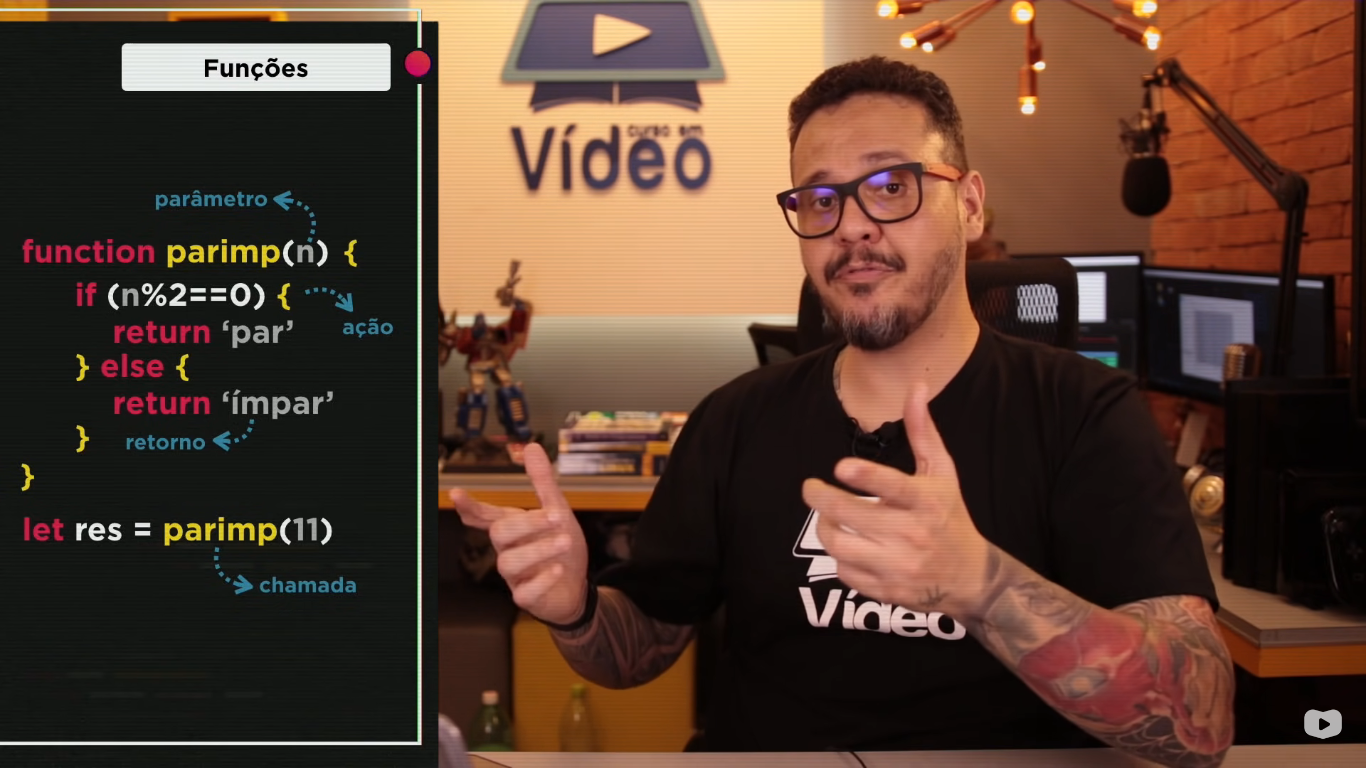 Funções
parâmetro
function parimp(n) {
if (n%2==0) {
ação
return ‘par’
} else {
return ‘ímpar’
}
retorno
}
let res = parimp(11)
chamada
curso em
Vídeo
Vídeo